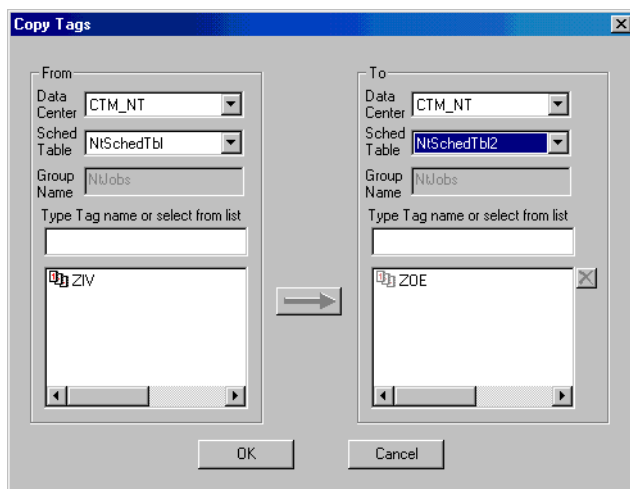 Copy Tags
From
Data Center
CTM_NT
Sched Table
NtSchedTbl
Group Name
NtJobs
Type Tag name or select from list
ZIV
To
Data Center
CTM_NT
Sched Table
NtSchedTbl2
Group Name
NtJobs
Type Tag name or select from list
ZOE
OK
Cancel